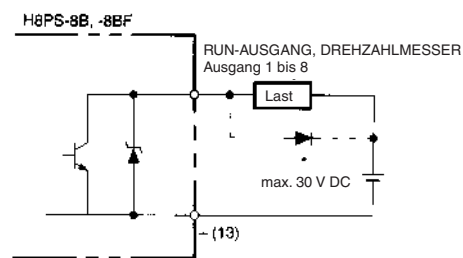 H8PS-8B, -8BF
RUN-AUSGANG, DREHZAHLMESSER
Ausgang 1 bis 8
Last
max. 30 V DC
(13)